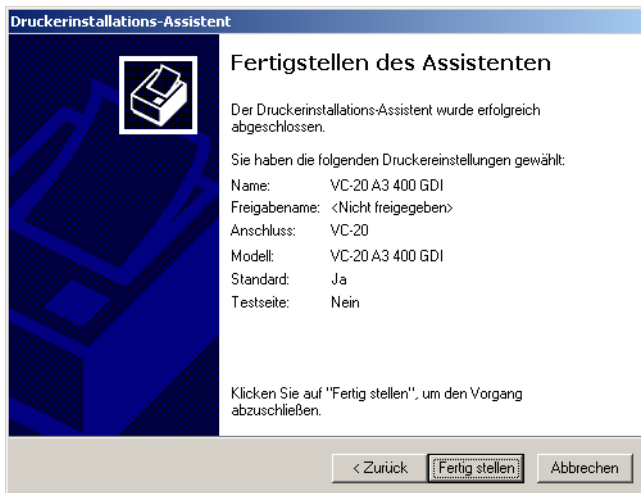 Druckerinstallations-Assistent
Fertigstellen des Assistenten
Der Druckerinstallations-Assistent wurde erfolgreich
abgeschlossen.
Sie haben die folgenden Druckereinstellungen gewählt:
Name: VC-20 A3 400 GDI
Freigabename: <Nicht freigegeben>
Anschluss: VC-20
Modell: VC-20 A3 400 GDI
Standard: Ja
Testseite: Nein
Klicken Sie auf "Fertig stellen", um den Vorgang
abzuschließen.
< Zurück Fertig stellen Abbrechen